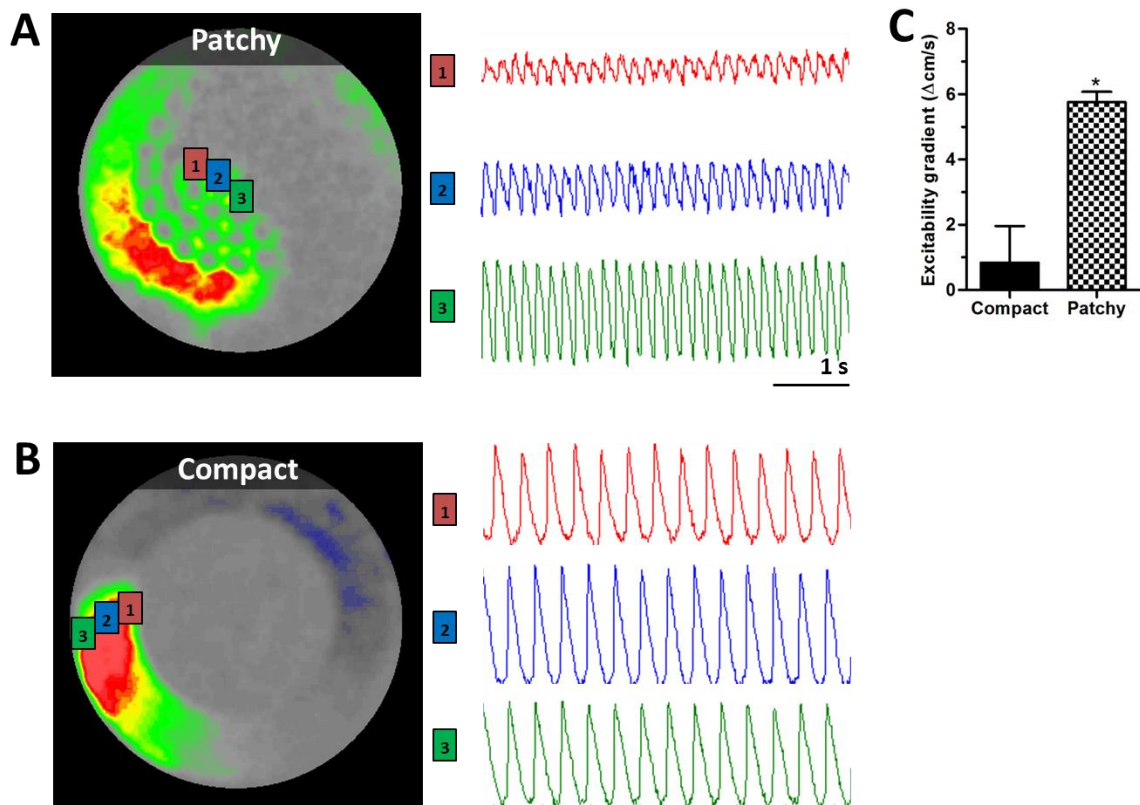 A
Patchy
1
2
3
1
2
3
1 s
C
Excitability gradient (Δcm/s)
8
6
4
2
0
*
Compact
Patchy
B
Compact
1
2
3
1
2
3